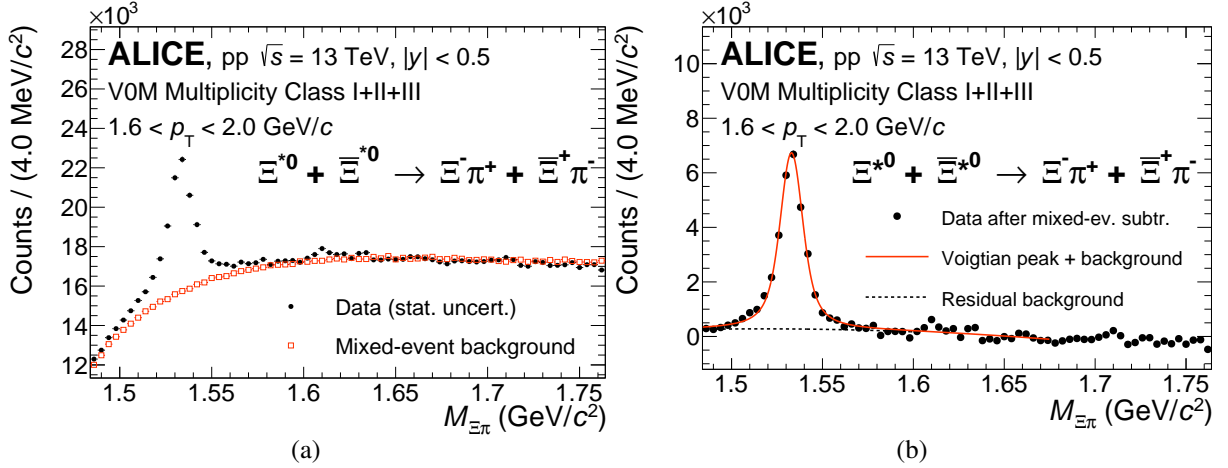 ×10³
Counts / (4.0 MeV/c²)
28
26
24
22
20
18
16
14
12
ALICE, pp √s = 13 TeV, |y| < 0.5
V0M Multiplicity Class I+II+III
1.6 < p_T < 2.0 GeV/c
Ξ*⁰ + Ξ̅*⁰ → Ξ⁻π⁺ + Ξ̅⁺π⁻
Data (stat. uncert.)
Mixed-event background
1.5 1.55 1.6 1.65 1.7 1.75
M_Ξπ (GeV/c²)
(a)
×10³
Counts / (4.0 MeV/c²)
10
8
6
4
2
0
ALICE, pp √s = 13 TeV, |y| < 0.5
V0M Multiplicity Class I+II+III
1.6 < p_T < 2.0 GeV/c
Ξ*⁰ + Ξ̅*⁰ → Ξ⁻π⁺ + Ξ̅⁺π⁻
Data after mixed-ev. subtr.
Voigtian peak + background
Residual background
1.5 1.55 1.6 1.65 1.7 1.75
M_Ξπ (GeV/c²)
(b)